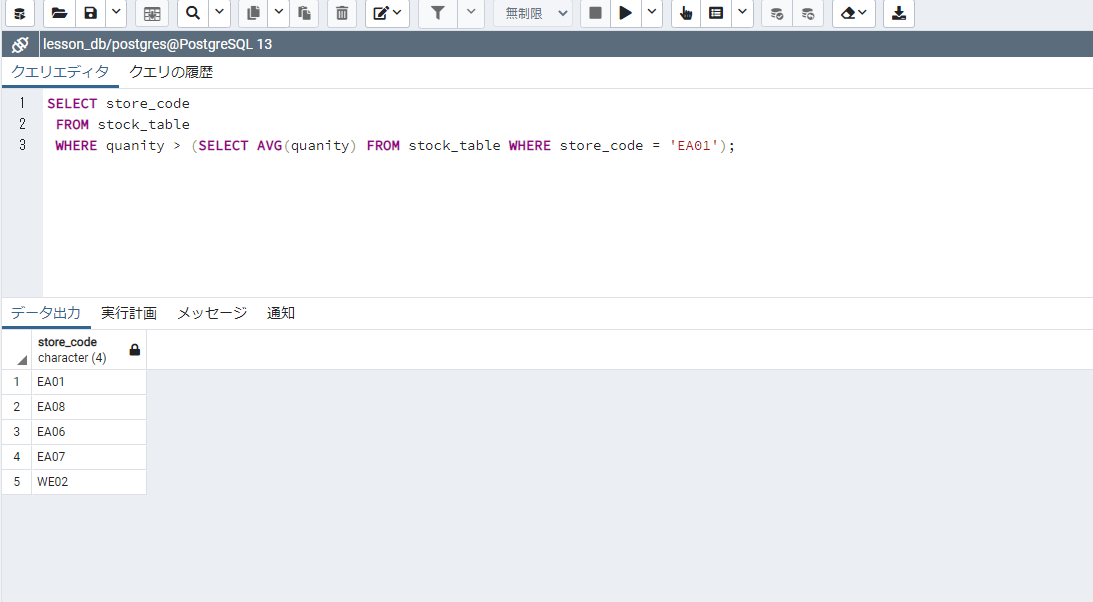 無制限
lesson_db/postgres@PostgreSQL 13
クエリエディタ クエリの履歴
1 SELECT store_code
2 FROM stock_table
3 WHERE quanity > (SELECT AVG(quanity) FROM stock_table WHERE store_code = 'EA01');
データ出力 実行計画 メッセージ 通知
store_code
character (4)
1 EA01
2 EA08
3 EA06
4 EA07
5 WE02